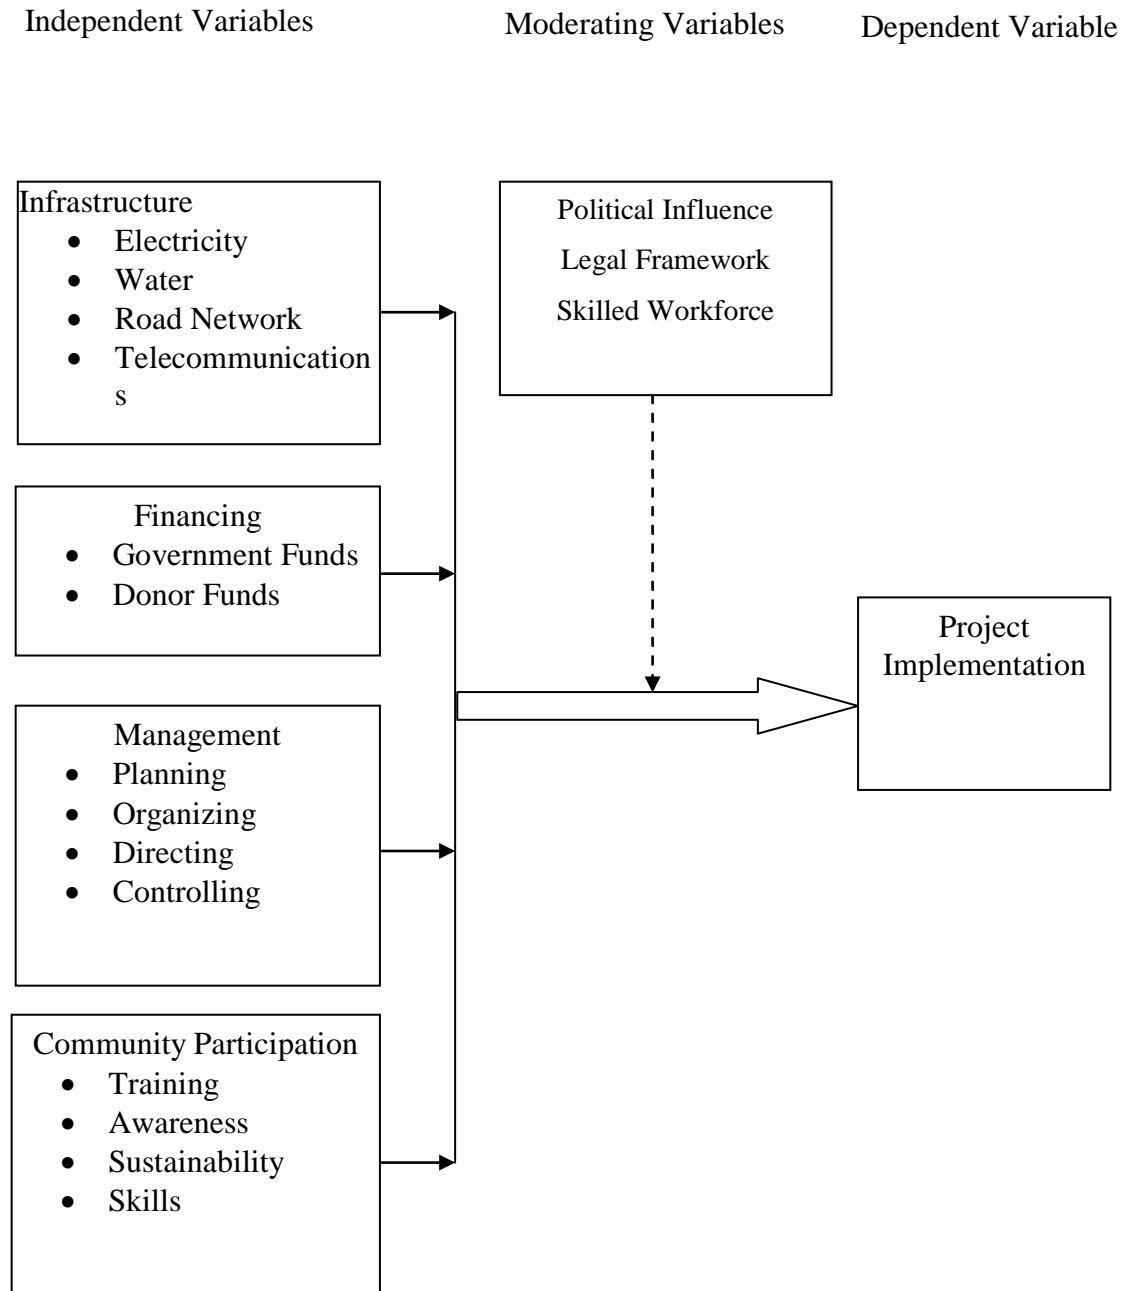 Independent Variables
Moderating Variables
Dependent Variable
Infrastructure
• Electricity
• Water
• Road Network
• Telecommunication
s
Political Influence
Legal Framework
Skilled Workforce
Financing
• Government Funds
• Donor Funds
Project
Implementation
Management
• Planning
• Organizing
• Directing
• Controlling
Community Participation
• Training
• Awareness
• Sustainability
• Skills